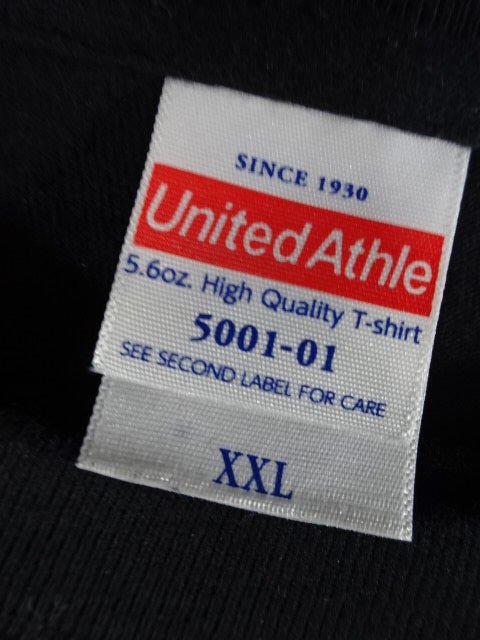 SINCE 1930
United Athle
5.6oz. High Quality T-shirt
5001-01
SEE SECOND LABEL FOR CARE
XXL